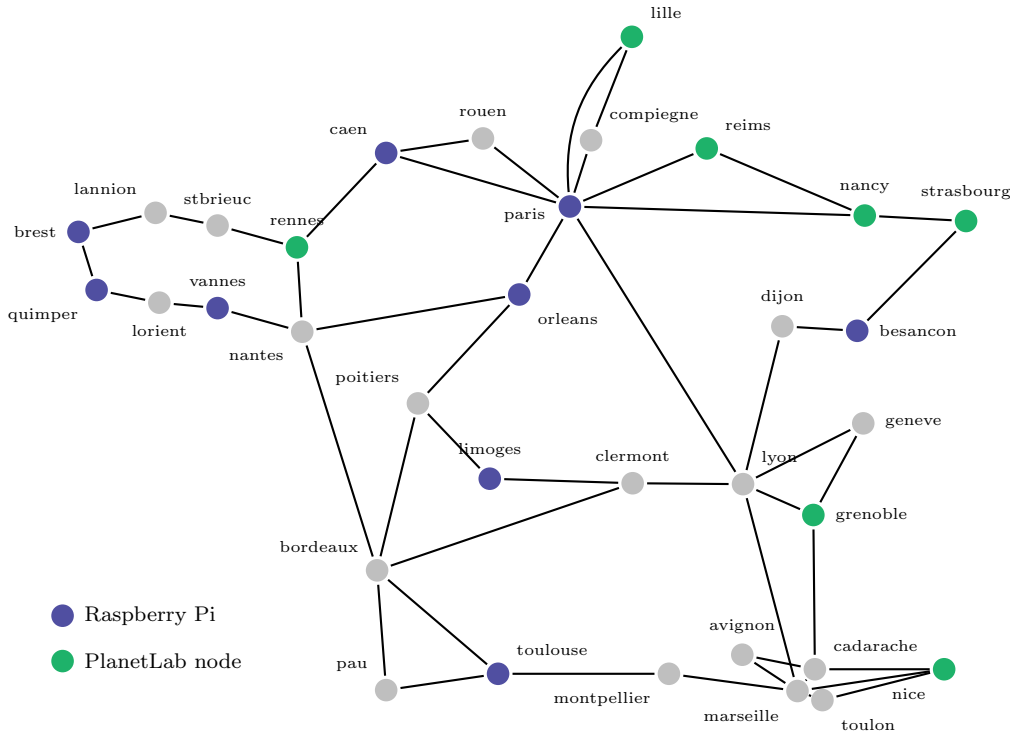 lille
rouen
compiegne
reims
caen
nancy
lannion
stbrieuc
strasbourg
rennes
paris
brest
vannes
dijon
quimper
lorient
orleans
besancon
nantes
poitiers
geneve
limoges
clermont
lyon
grenoble
bordeaux
Raspberry Pi
avignon
cadarache
toulouse
PlanetLab node
pau
montpellier
nice
marseille
toulon